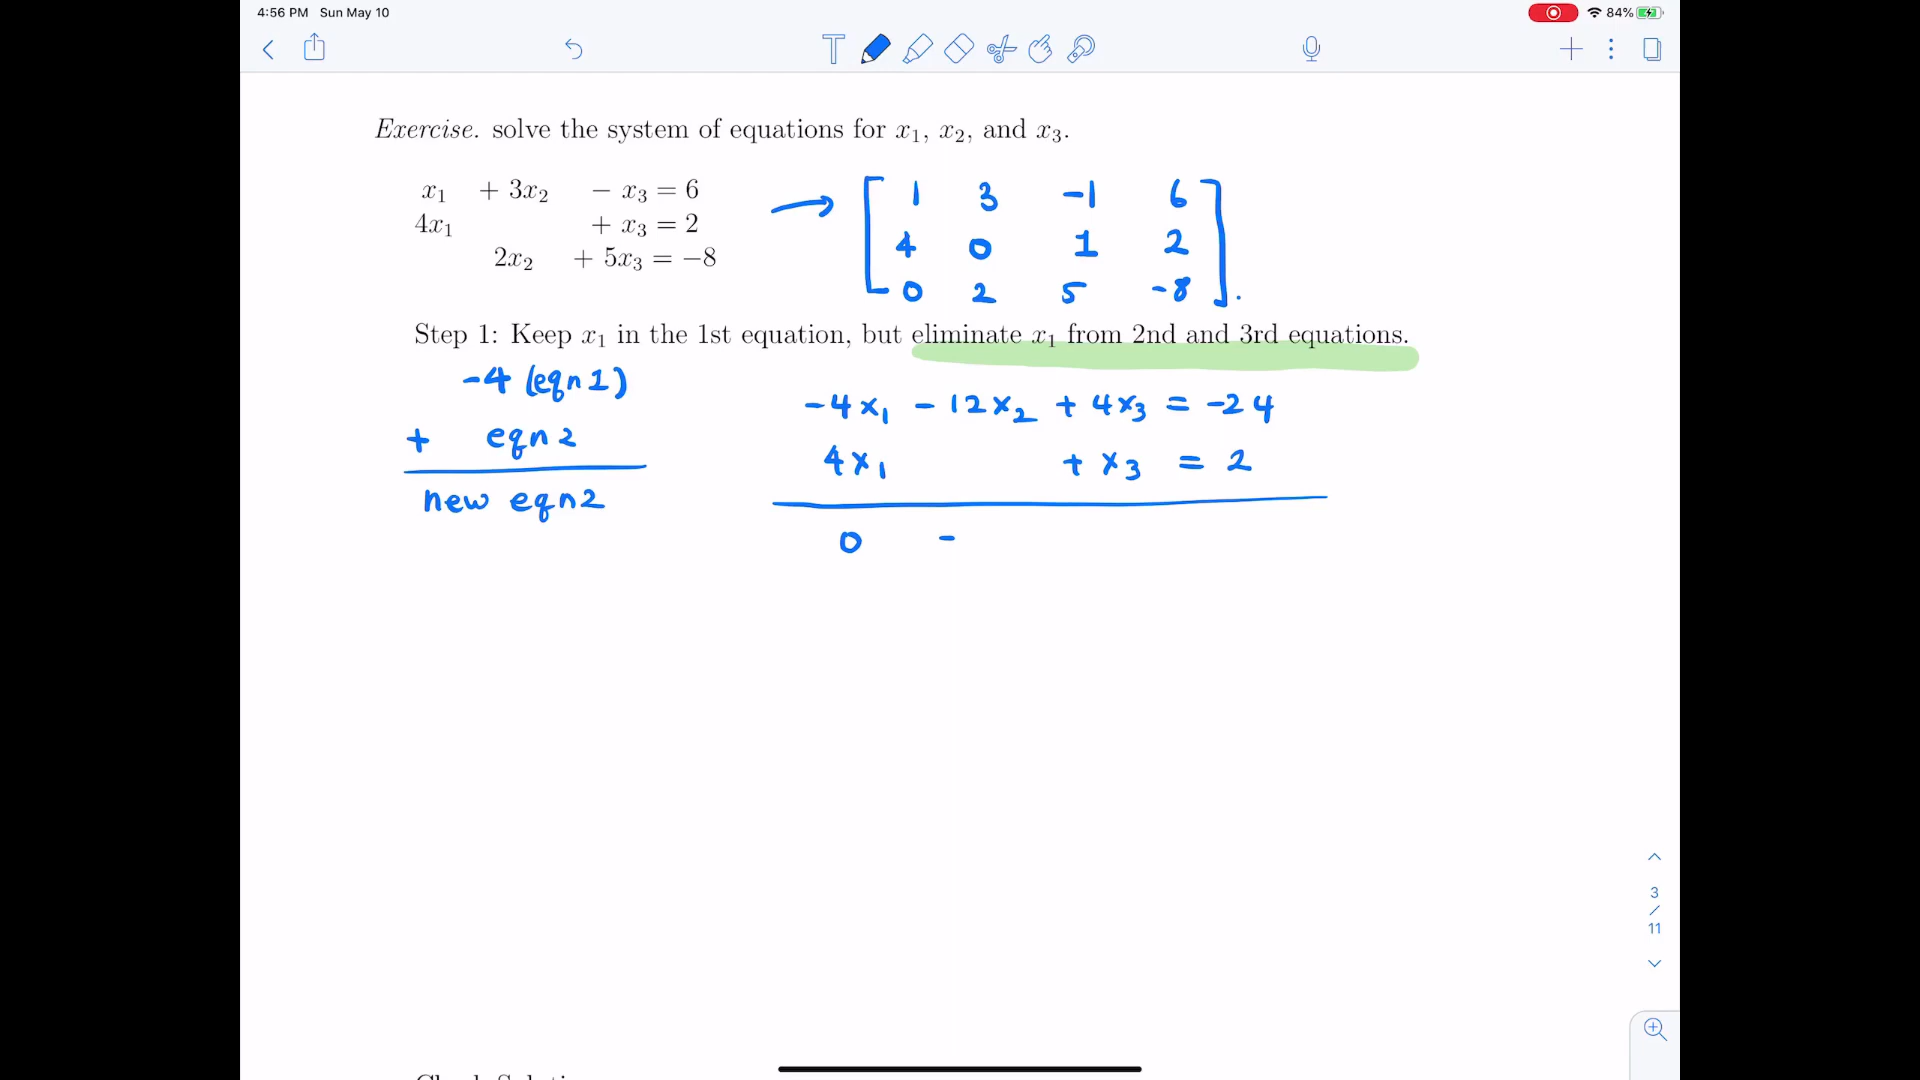 4:56 PM Sun May 10 84%
T
Exercise. solve the system of equations for x₁, x₂, and x₃.
x₁ + 3x₂ − x₃ = 6
4x₁ + x₃ = 2
2x₂ + 5x₃ = −8
→ [ 1 3 -1 6
4 0 1 2
0 2 5 -8 ].
Step 1: Keep x₁ in the 1st equation, but eliminate x₁ from 2nd and 3rd equations.
-4 (eqn 1)
+ eqn 2
new eqn 2
-4x₁ - 12x₂ + 4x₃ = -24
4x₁ + x₃ = 2
0 -
3
/
11